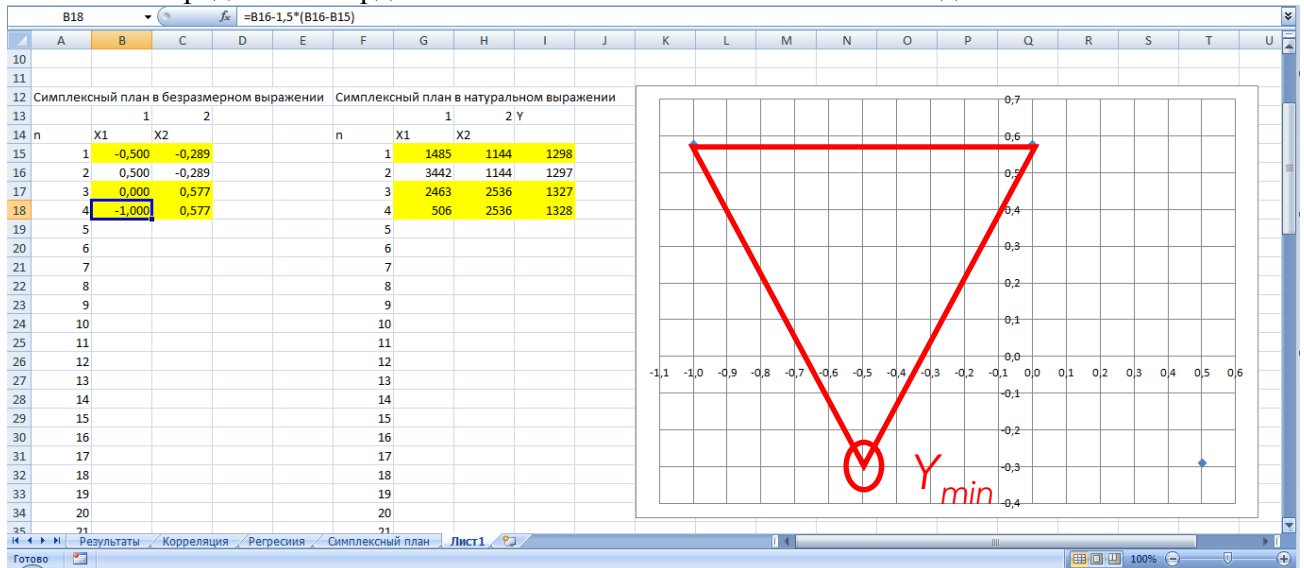 B18 fx =B16-1,5*(B16-B15)
A B C D E F G H I J K L M N O P Q R S T U
10
11
12 Симплексный план в безразмерном выражении Симплексный план в натуральном выражении
13 1 2 1 2 Y
14 n X1 X2 n X1 X2
15 1 -0,500 -0,289 1 1485 1144 1298
16 2 0,500 -0,289 2 3442 1144 1297
17 3 0,000 0,577 3 2463 2536 1327
18 4 -1,000 0,577 4 506 2536 1328
19 5 5
20 6 6
21 7 7
22 8 8
23 9 9
24 10 10
25 11 11
26 12 12
27 13 13
28 14 14
29 15 15
30 16 16
31 17 17
32 18 18
33 19 19
34 20 20
35 21 21
0,7
0,6
0,5
0,4
0,3
0,2
0,1
0,0
-1,1 -1,0 -0,9 -0,8 -0,7 -0,6 -0,5 -0,4 -0,3 -0,2 -0,1 0,0 0,1 0,2 0,3 0,4 0,5 0,6
-0,1
-0,2
-0,3
-0,4
Ymin
Результаты Корреляция Регресиия Симплексный план Лист1
Готово 100%